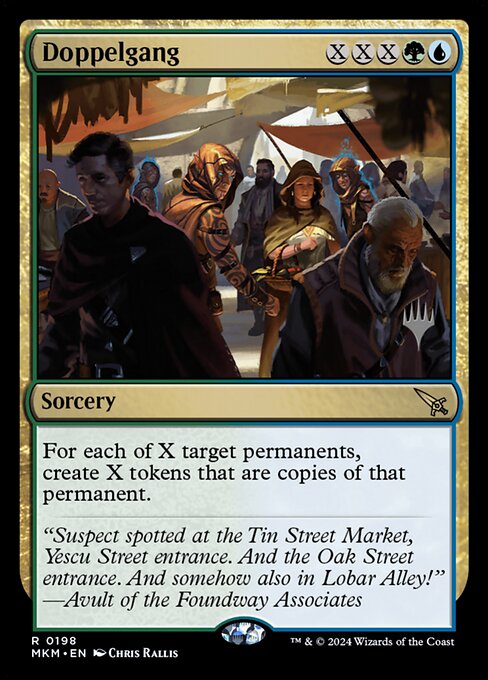 Doppelgang XXX
Sorcery
For each of X target permanents,
create X tokens that are copies of that
permanent.
“Suspect spotted at the Tin Street Market,
Yescu Street entrance. And the Oak Street
entrance. And somehow also in Lobar Alley!”
—Avult of the Foundway Associates
R 0198
MKM • EN Chris Rallis
™ & © 2024 Wizards of the Coast